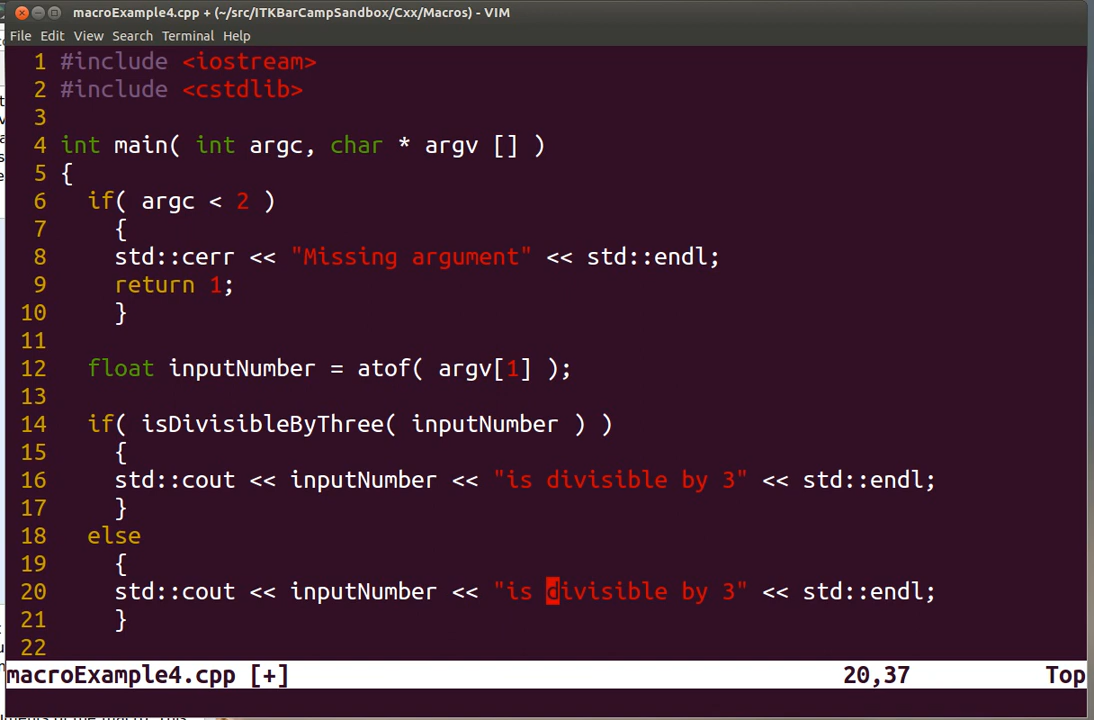 macroExample4.cpp + (~/src/ITKBarCampSandbox/Cxx/Macros) - VIM
File Edit View Search Terminal Help
1 #include <iostream>
2 #include <cstdlib>
3
4 int main( int argc, char * argv [] )
5 {
6   if( argc < 2 )
7     {
8     std::cerr << "Missing argument" << std::endl;
9     return 1;
10     }
11
12   float inputNumber = atof( argv[1] );
13
14   if( isDivisibleByThree( inputNumber ) )
15     {
16     std::cout << inputNumber << "is divisible by 3" << std::endl;
17     }
18   else
19     {
20     std::cout << inputNumber << "is divisible by 3" << std::endl;
21     }
22
macroExample4.cpp [+] 20,37 Top